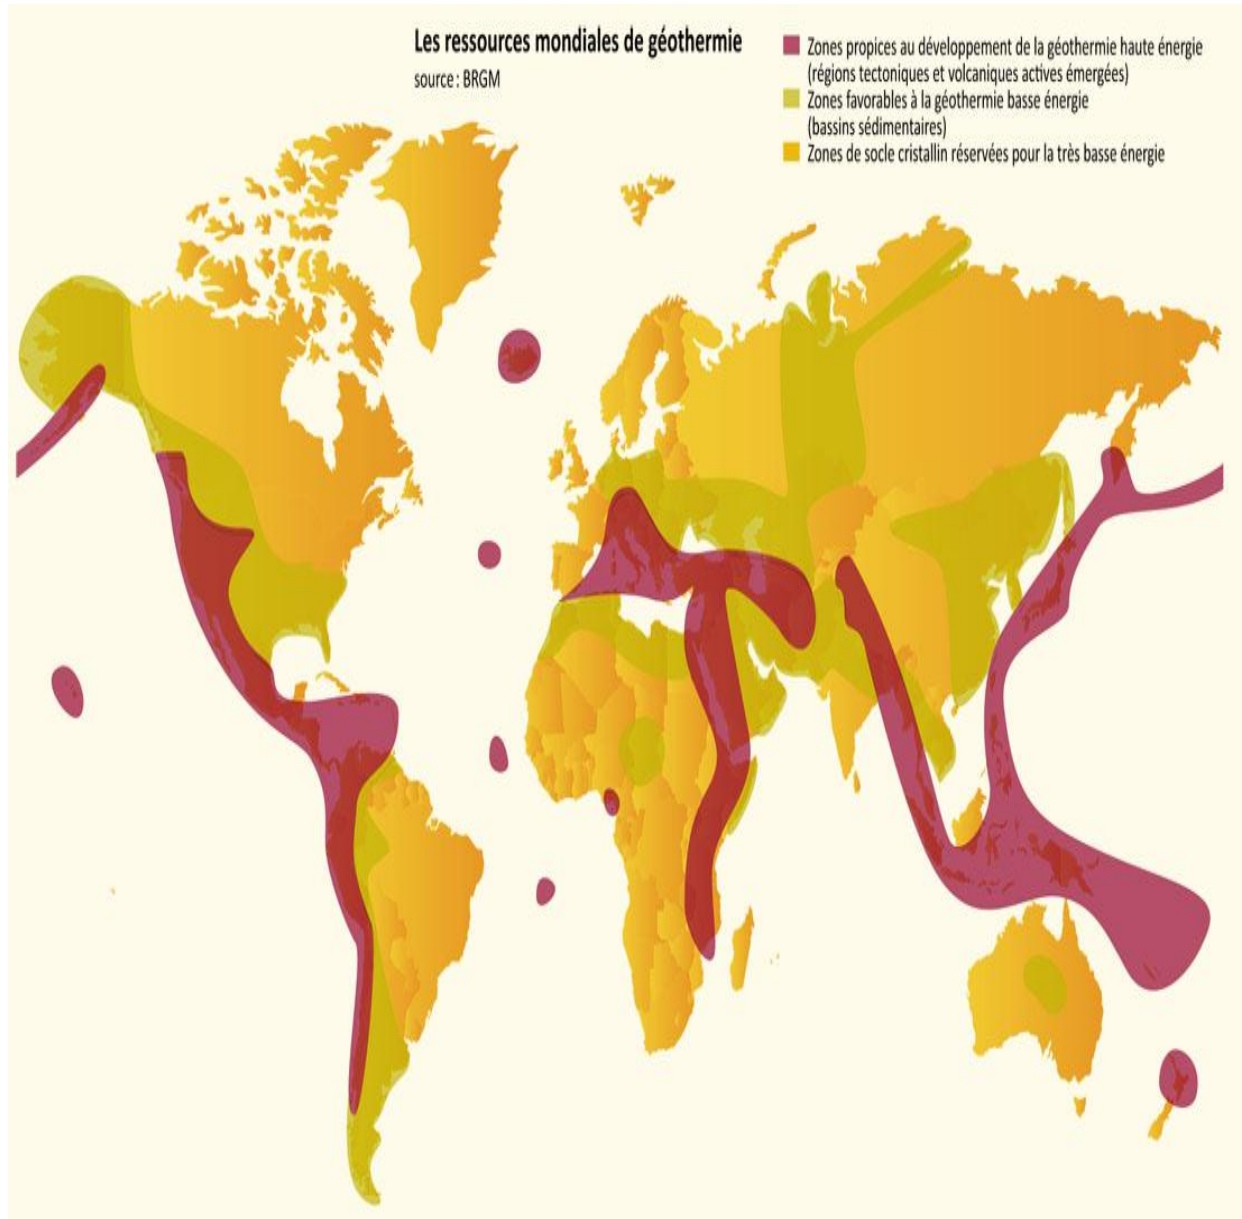 Les ressources mondiales de géothermie
source : BRGM
Zones propices au développement de la géothermie haute énergie
(régions tectoniques et volcaniques actives émergées)
Zones favorables à la géothermie basse énergie
(bassins sédimentaires)
Zones de socle cristallin réservées pour la très basse énergie